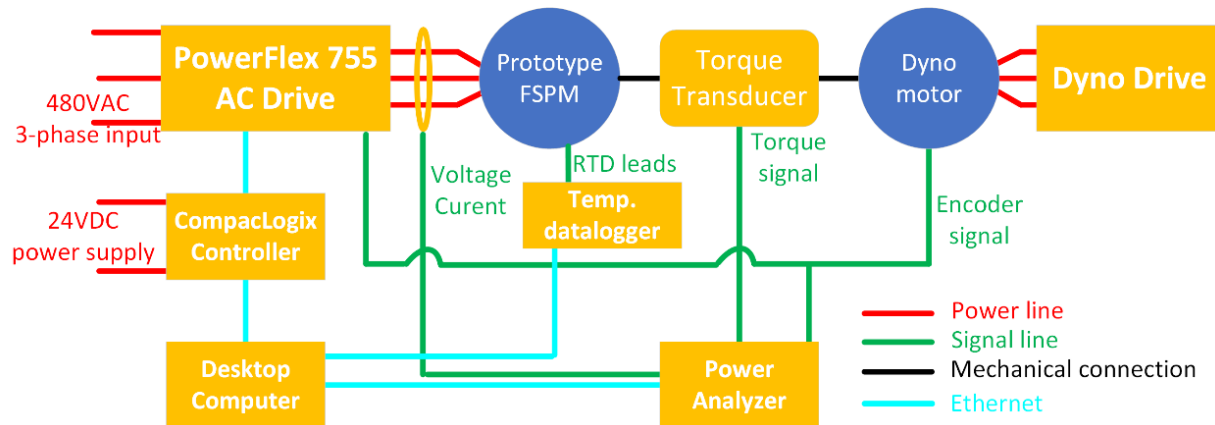 PowerFlex 755
AC Drive
480VAC
3-phase input
Prototype
FSPM
Torque
Transducer
Dyno
motor
Dyno Drive
Voltage
Curent
RTD leads
Torque
signal
Temp.
datalogger
Encoder
signal
24VDC
power supply
CompacLogix
Controller
Desktop
Computer
Power
Analyzer
Power line
Signal line
Mechanical connection
Ethernet